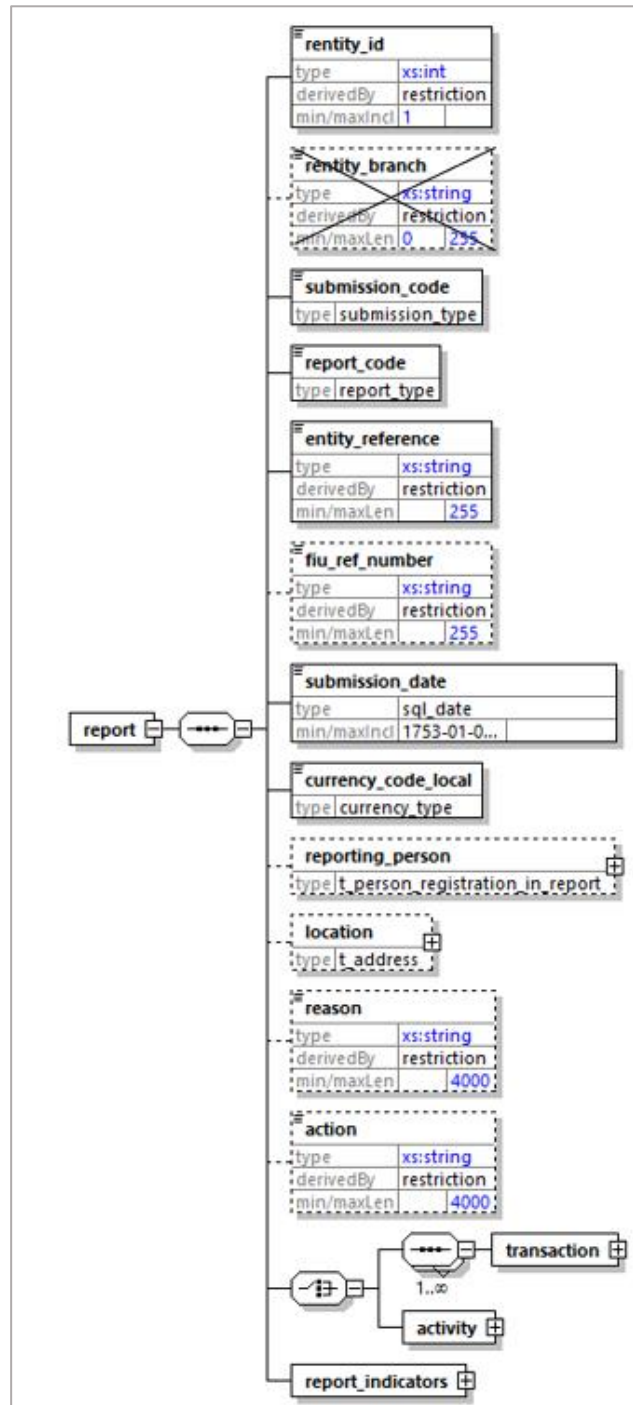 rentity_id
type xs:int
derivedBy restriction
min/maxIncl 1
rentity_branch
type xs:string
derivedBy restriction
min/maxLen 0 255
submission_code
type submission_type
report_code
type report_type
entity_reference
type xs:string
derivedBy restriction
min/maxLen 255
fiu_ref_number
type xs:string
derivedBy restriction
min/maxLen 255
submission_date
type sql_date
min/maxIncl 1753-01-0...
report
currency_code_local
type currency_type
reporting_person
type t_person_registration_in_report
location
type t_address
reason
type xs:string
derivedBy restriction
min/maxLen 4000
action
type xs:string
derivedBy restriction
min/maxLen 4000
transaction
1..∞
activity
report_indicators